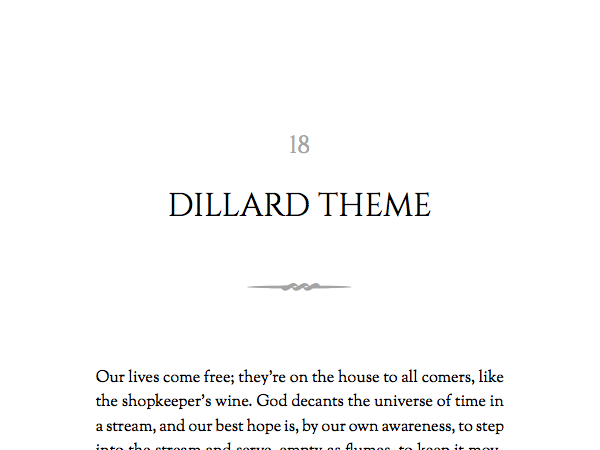 18
DILLARD THEME
Our lives come free; they’re on the house to all comers, like
the shopkeeper’s wine. God decants the universe of time in
a stream, and our best hope is, by our own awareness, to step
into the stream and serve, empty as flumes, to keep it mov-